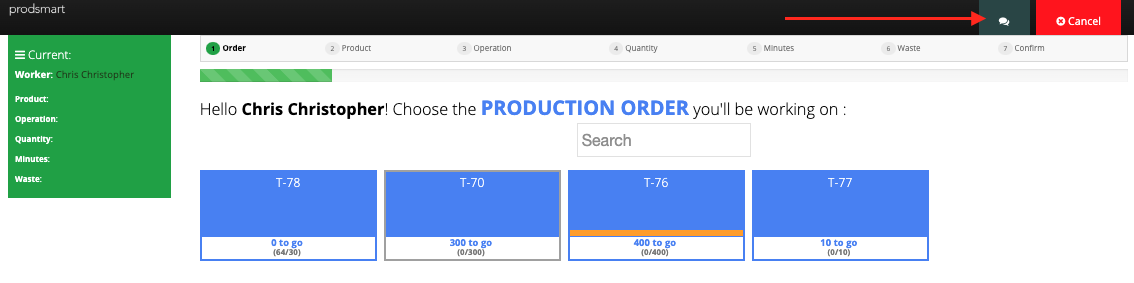 prodsmart
Cancel
Current:
Worker: Chris Christopher
Product:
Operation:
Quantity:
Minutes:
Waste:
1 Order 2 Product 3 Operation 4 Quantity 5 Minutes 6 Waste 7 Confirm
Hello Chris Christopher! Choose the PRODUCTION ORDER you'll be working on :
Search
T-78
0 to go
(64/30)
T-70
300 to go
(0/300)
T-76
400 to go
(0/400)
T-77
10 to go
(0/10)